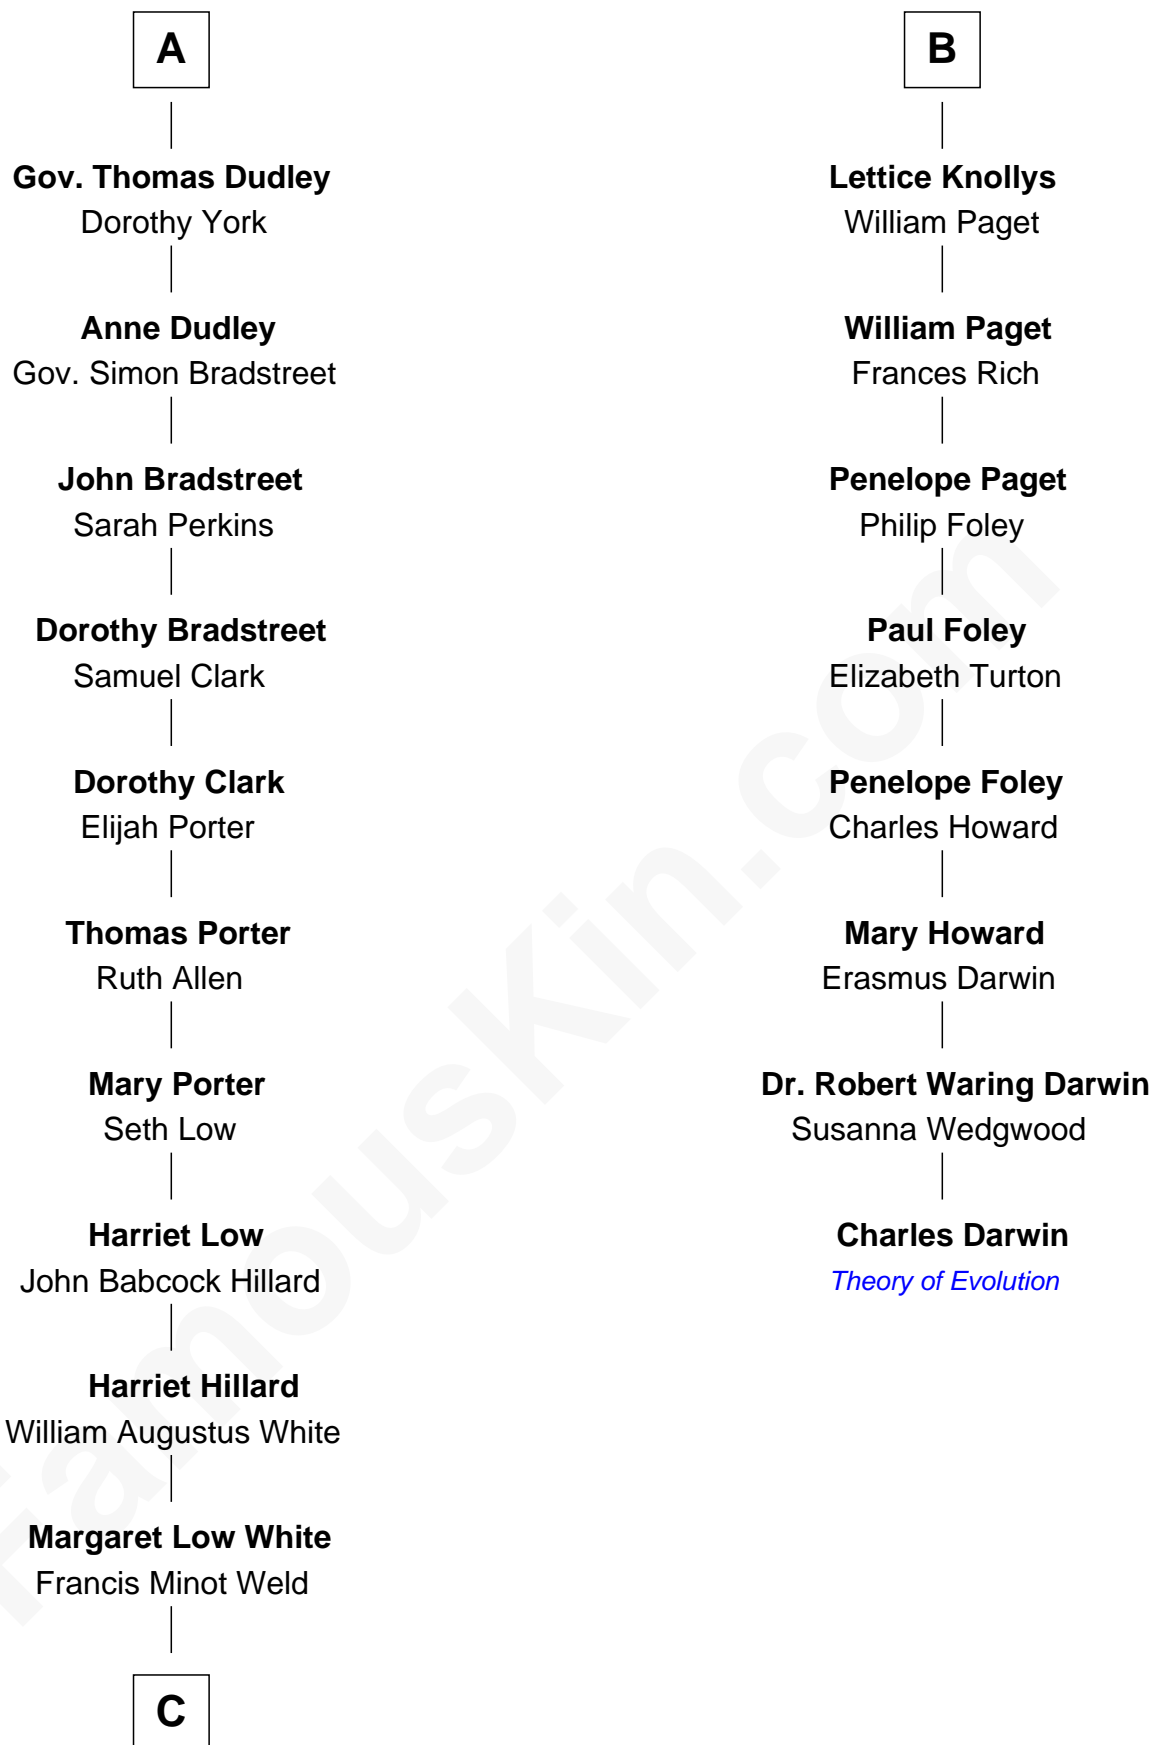 A
Gov. Thomas Dudley
Dorothy York
Anne Dudley
Gov. Simon Bradstreet
John Bradstreet
Sarah Perkins
Dorothy Bradstreet
Samuel Clark
Dorothy Clark
Elijah Porter
Thomas Porter
Ruth Allen
Mary Porter
Seth Low
Harriet Low
John Babcock Hillard
Harriet Hillard
William Augustus White
Margaret Low White
Francis Minot Weld
C
B
Lettice Knollys
William Paget
William Paget
Frances Rich
Penelope Paget
Philip Foley
Paul Foley
Elizabeth Turton
Penelope Foley
Charles Howard
Mary Howard
Erasmus Darwin
Dr. Robert Waring Darwin
Susanna Wedgwood
Charles Darwin
Theory of Evolution
FamousKin.com